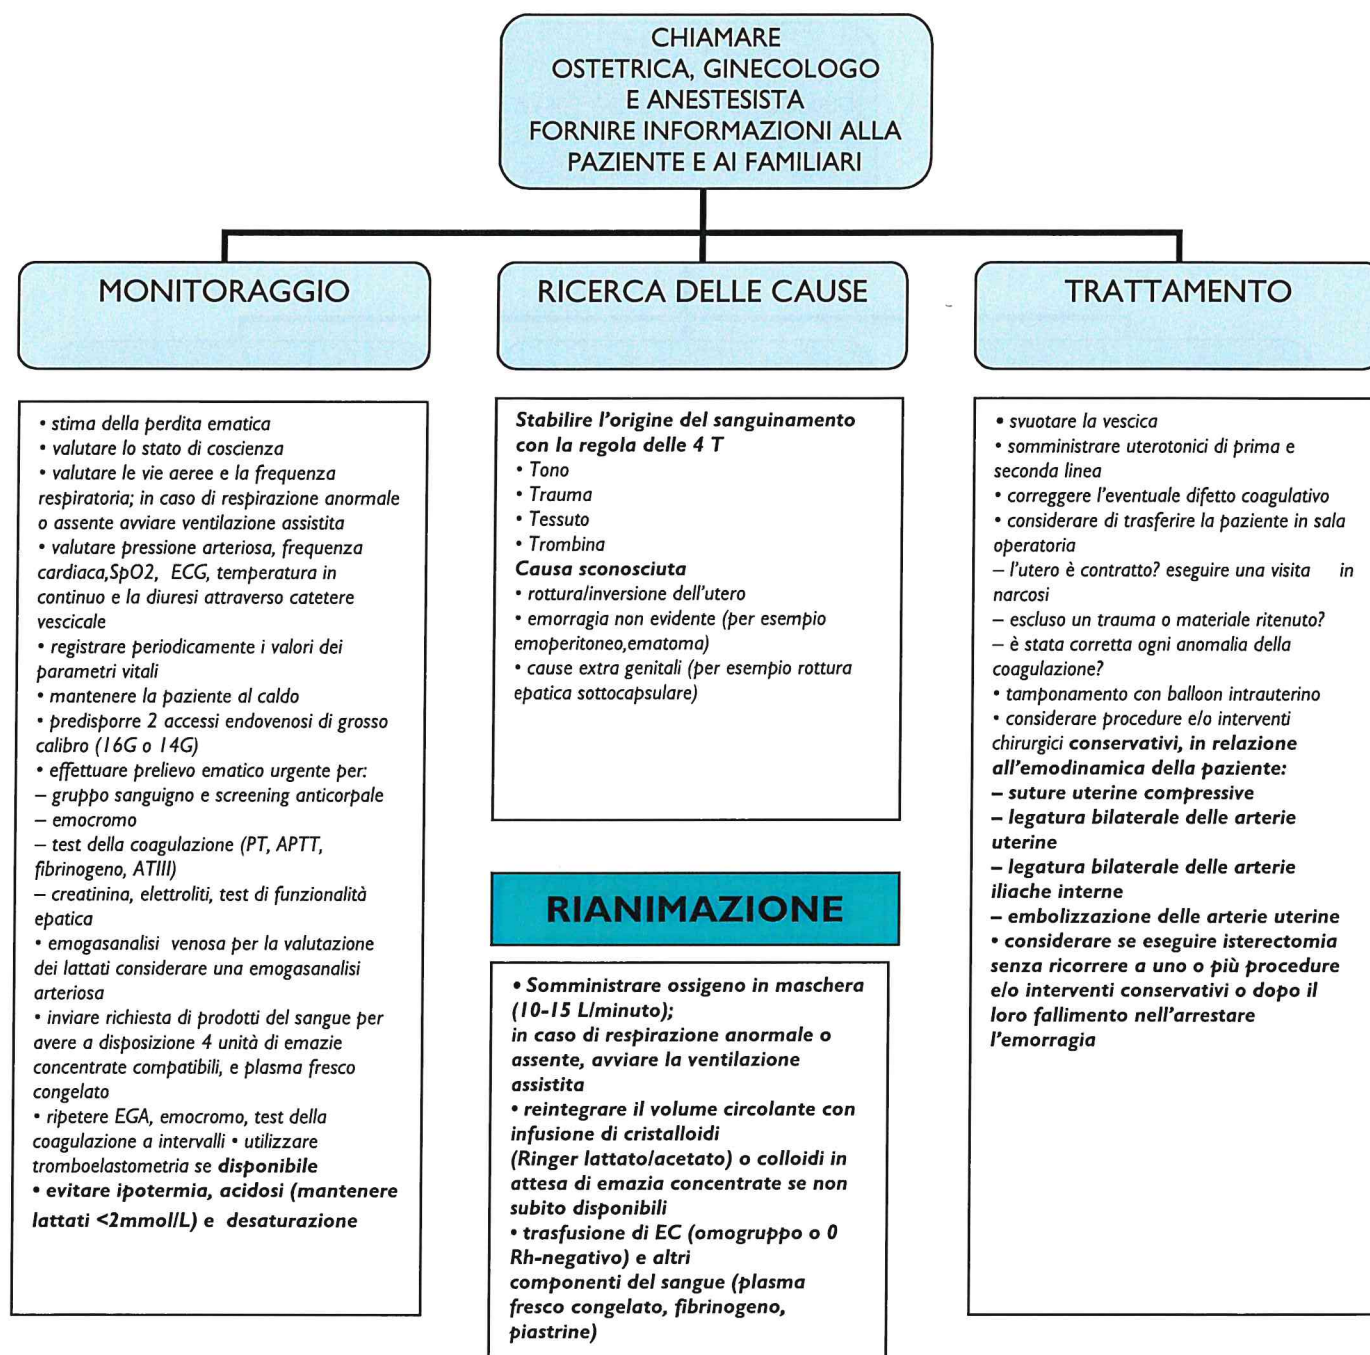 CHIAMARE
OSTETRICA, GINECOLOGO
E ANESTESISTA
FORNIRE INFORMAZIONI ALLA
PAZIENTE E AI FAMILIARI
MONITORAGGIO
• stima della perdita ematica
• valutare lo stato di coscienza
• valutare le vie aeree e la frequenza
respiratoria; in caso di respirazione anormale
o assente avviare ventilazione assistita
• valutare pressione arteriosa, frequenza
cardiaca,SpO2, ECG, temperatura in
continuo e la diuresi attraverso catetere
vescicale
• registrare periodicamente i valori dei
parametri vitali
• mantenere la paziente al caldo
• predisporre 2 accessi endovenosi di grosso
calibro (16G o 14G)
• effettuare prelievo ematico urgente per:
– gruppo sanguigno e screening anticorpale
– emocromo
– test della coagulazione (PT, APTT,
fibrinogeno, ATIII)
– creatinina, elettroliti, test di funzionalità
epatica
• emogasanalisi venosa per la valutazione
dei lattati considerare una emogasanalisi
arteriosa
• inviare richiesta di prodotti del sangue per
avere a disposizione 4 unità di emazie
concentrate compatibili, e plasma fresco
congelato
• ripetere EGA, emocromo, test della
coagulazione a intervalli • utilizzare
tromboelastometria se disponibile
• evitare ipotermia, acidosi (mantenere
lattati <2mmol/L) e desaturazione
RICERCA DELLE CAUSE
Stabilire l'origine del sanguinamento
con la regola delle 4 T
• Tono
• Trauma
• Tessuto
• Trombina
Causa sconosciuta
• rottura/inversione dell'utero
• emorragia non evidente (per esempio
emoperitoneo,ematoma)
• cause extra genitali (per esempio rottura
epatica sottocapsulare)
RIANIMAZIONE
• Somministrare ossigeno in maschera
(10-15 L/minuto);
in caso di respirazione anormale o
assente, avviare la ventilazione
assistita
• reintegrare il volume circolante con
infusione di cristalloidi
(Ringer lattato/acetato) o colloidi in
attesa di emazia concentrate se non
subito disponibili
• trasfusione di EC (omogruppo o 0
Rh-negativo) e altri
componenti del sangue (plasma
fresco congelato, fibrinogeno,
piastrine)
TRATTAMENTO
• svuotare la vescica
• somministrare uterotonici di prima e
seconda linea
• correggere l'eventuale difetto coagulativo
• considerare di trasferire la paziente in sala
operatoria
– l'utero è contratto? eseguire una visita in
narcosi
– escluso un trauma o materiale ritenuto?
– è stata corretta ogni anomalia della
coagulazione?
• tamponamento con balloon intrauterino
• considerare procedure e/o interventi
chirurgici conservativi, in relazione
all'emodinamica della paziente:
– suture uterine compressive
– legatura bilaterale delle arterie
uterine
– legatura bilaterale delle arterie
iliache interne
– embolizzazione delle arterie uterine
• considerare se eseguire isterectomia
senza ricorrere a uno o più procedure
e/o interventi conservativi o dopo il
loro fallimento nell'arrestare
l'emorragia